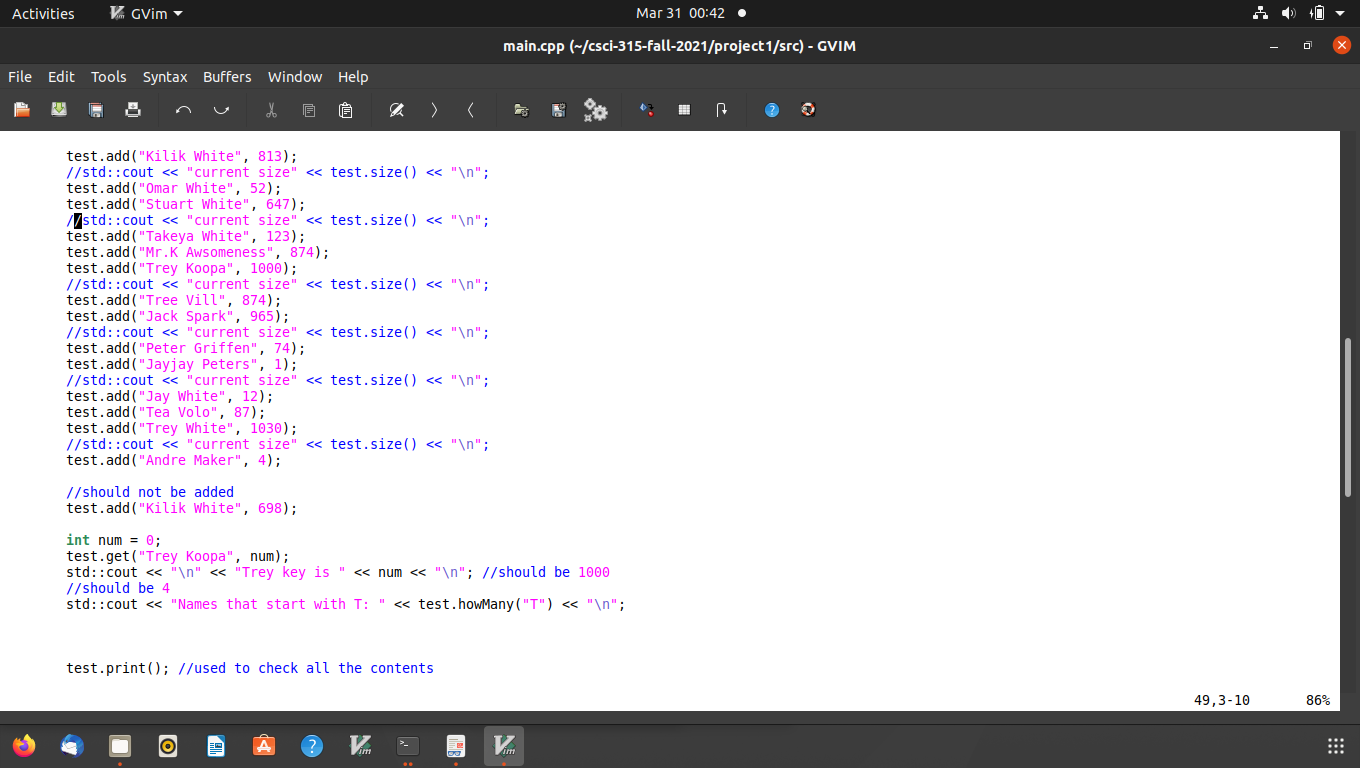 Activities GVim Mar 31 00:42
main.cpp (~/csci-315-fall-2021/project1/src) - GVIM
File Edit Tools Syntax Buffers Window Help
test.add("Kilik White", 813);
//std::cout << "current size" << test.size() << "\n";
test.add("Omar White", 52);
test.add("Stuart White", 647);
//std::cout << "current size" << test.size() << "\n";
test.add("Takeya White", 123);
test.add("Mr.K Awsomeness", 874);
test.add("Trey Koopa", 1000);
//std::cout << "current size" << test.size() << "\n";
test.add("Tree Vill", 874);
test.add("Jack Spark", 965);
//std::cout << "current size" << test.size() << "\n";
test.add("Peter Griffen", 74);
test.add("Jayjay Peters", 1);
//std::cout << "current size" << test.size() << "\n";
test.add("Jay White", 12);
test.add("Tea Volo", 87);
test.add("Trey White", 1030);
//std::cout << "current size" << test.size() << "\n";
test.add("Andre Maker", 4);
//should not be added
test.add("Kilik White", 698);
int num = 0;
test.get("Trey Koopa", num);
std::cout << "\n" << "Trey key is " << num << "\n"; //should be 1000
//should be 4
std::cout << "Names that start with T: " << test.howMany("T") << "\n";
test.print(); //used to check all the contents
49,3-10 86%